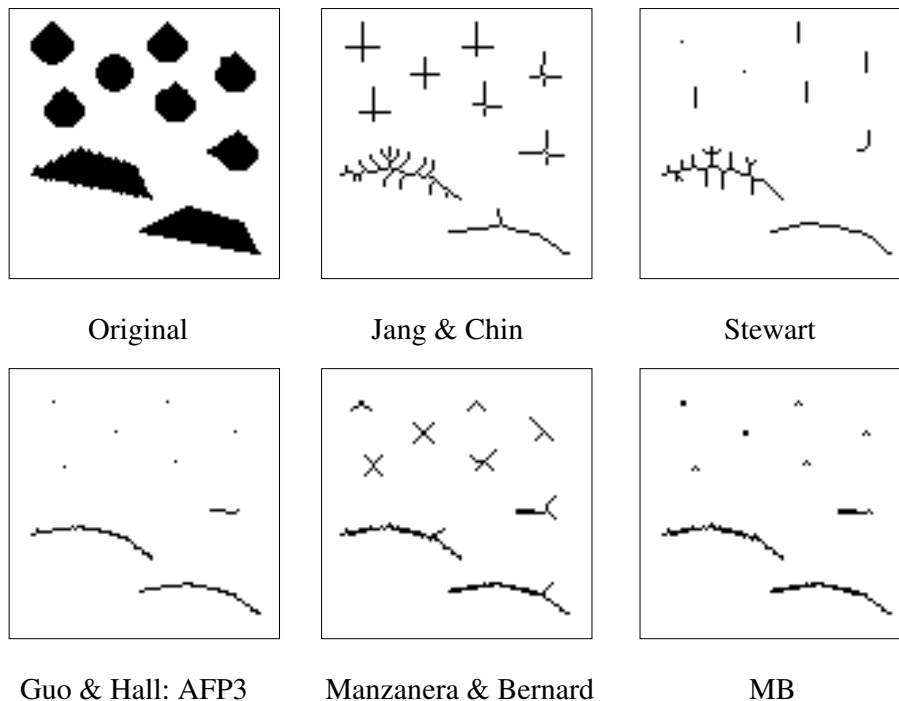 Original
Jang & Chin
Stewart
Guo & Hall: AFP3
Manzanera & Bernard
MB